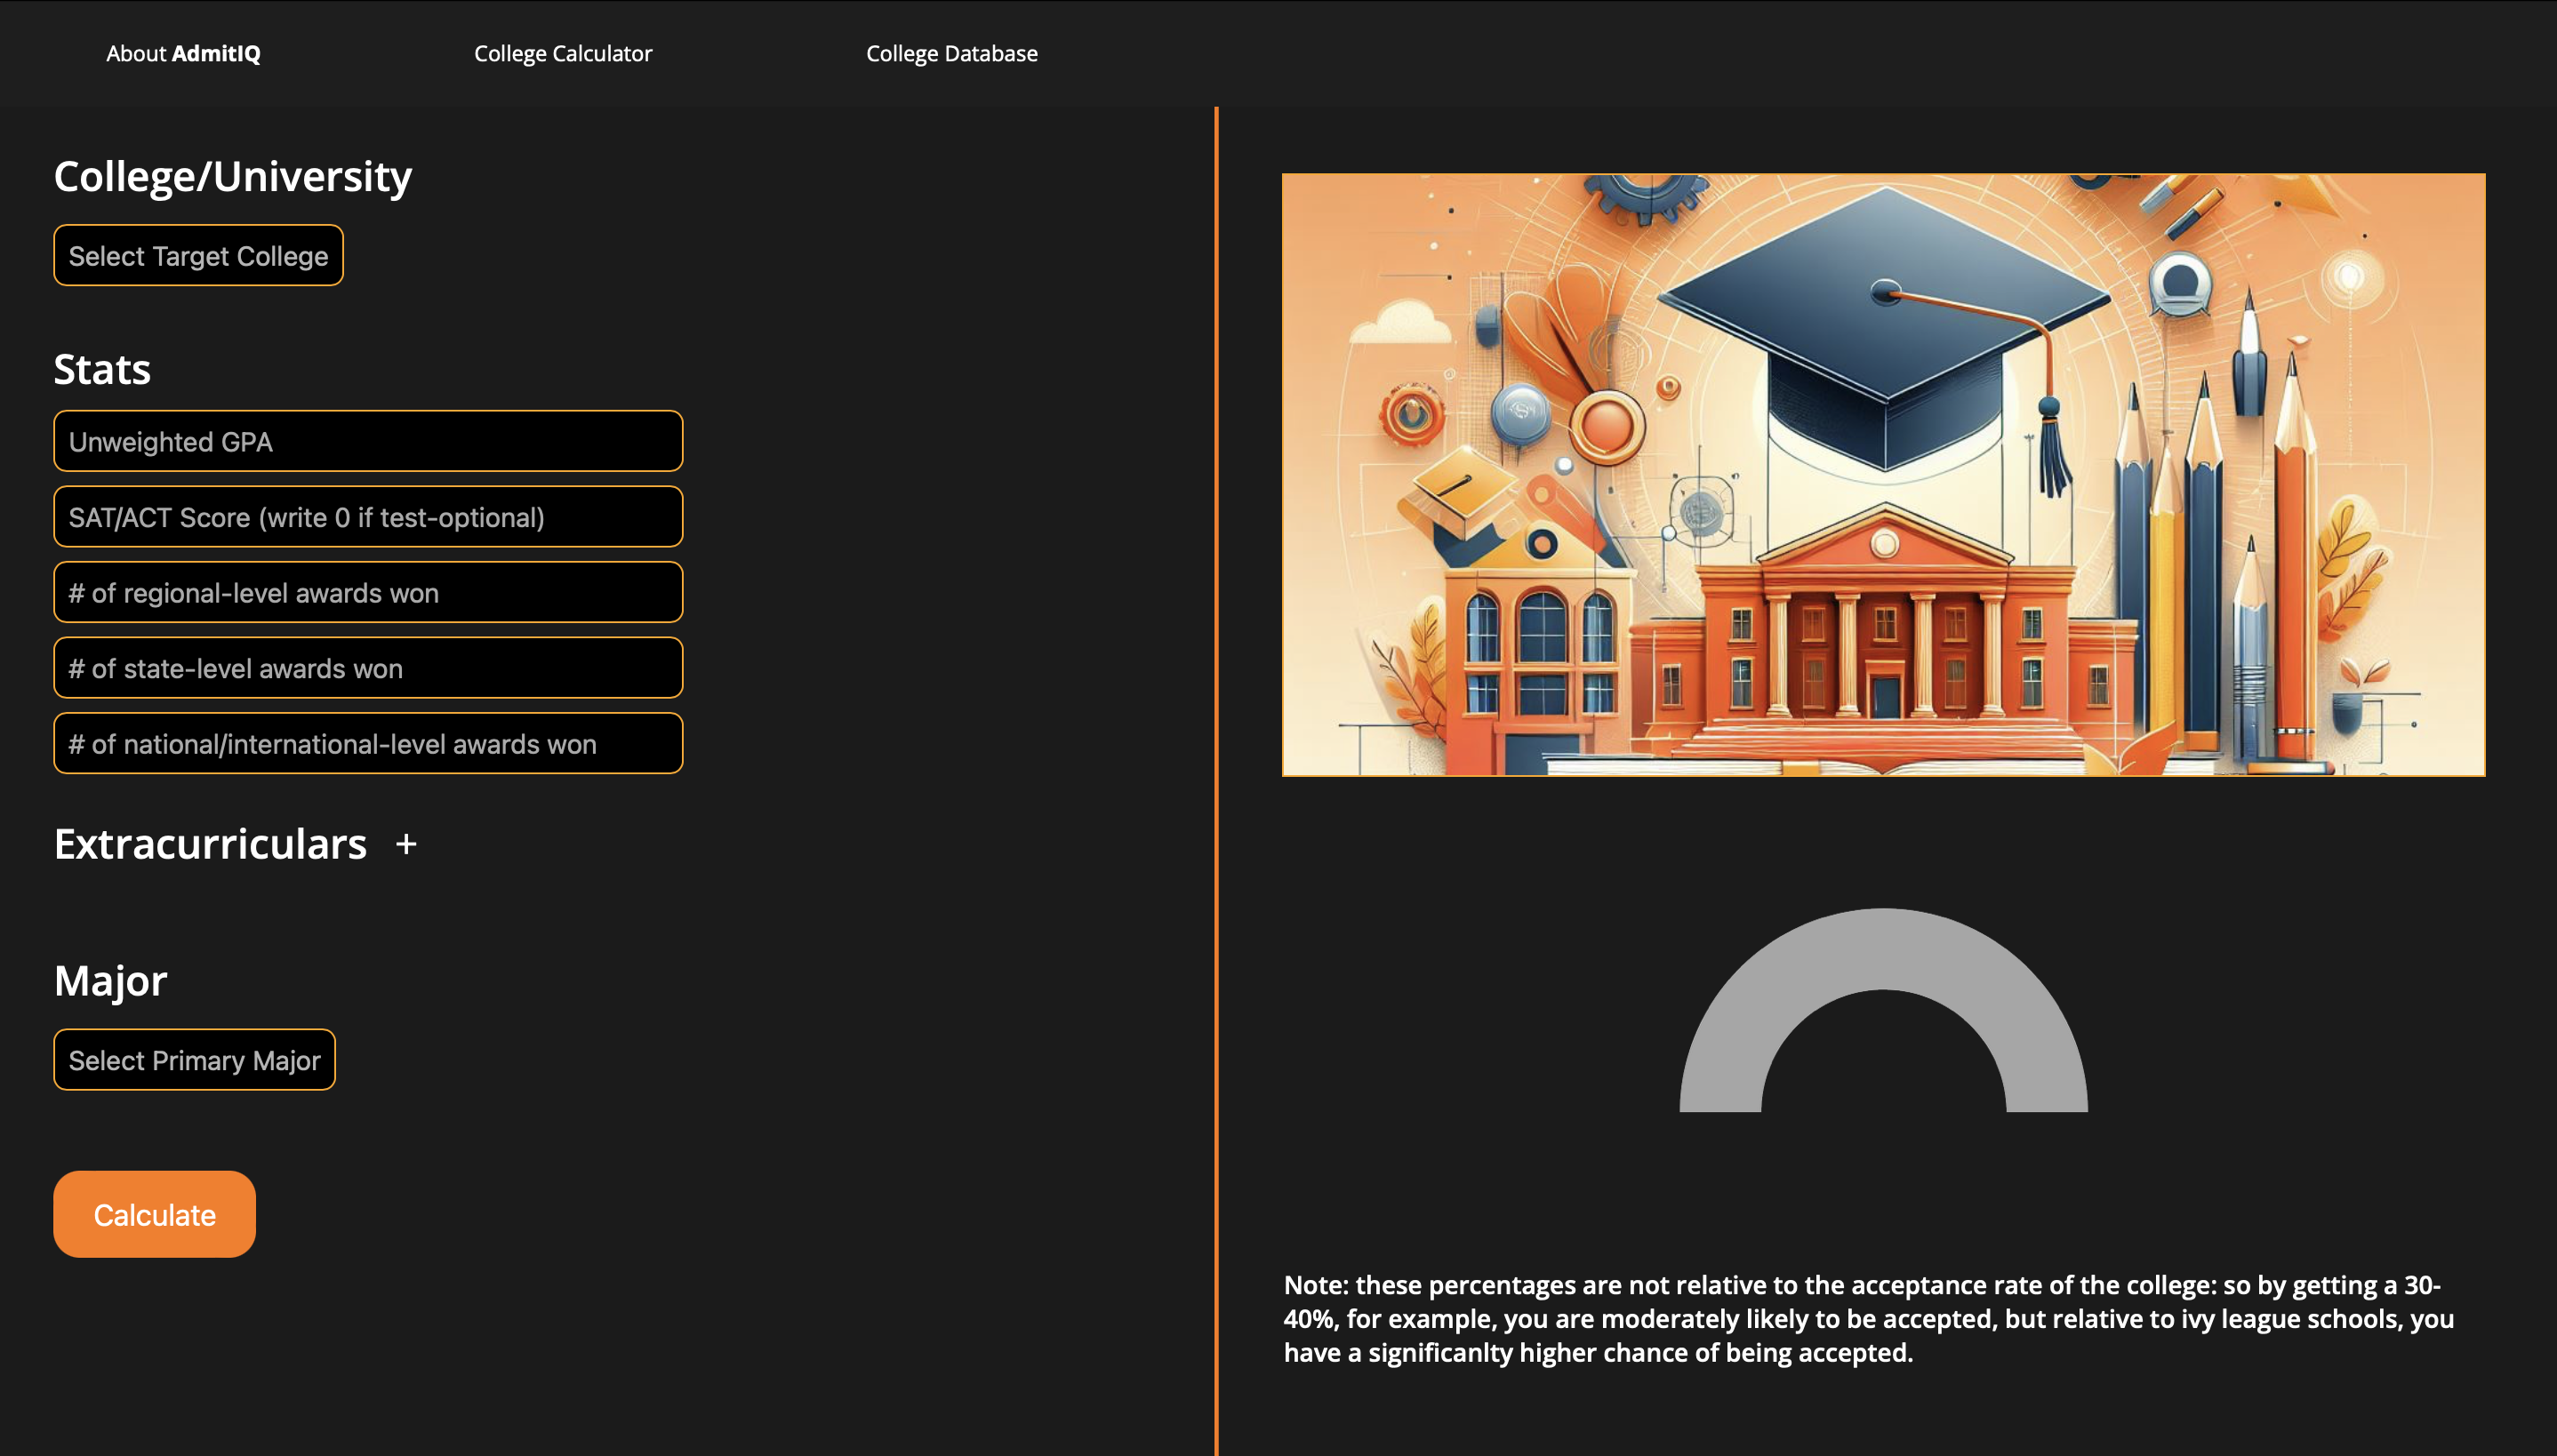 About AdmitIQ
College Calculator
College Database
College/University
Select Target College
Stats
Unweighted GPA
SAT/ACT Score (write 0 if test-optional)
# of regional-level awards won
# of state-level awards won
# of national/international-level awards won
Extracurriculars +
Major
Select Primary Major
Calculate
Note: these percentages are not relative to the acceptance rate of the college: so by getting a 30-
40%, for example, you are moderately likely to be accepted, but relative to ivy league schools, you
have a significanlty higher chance of being accepted.